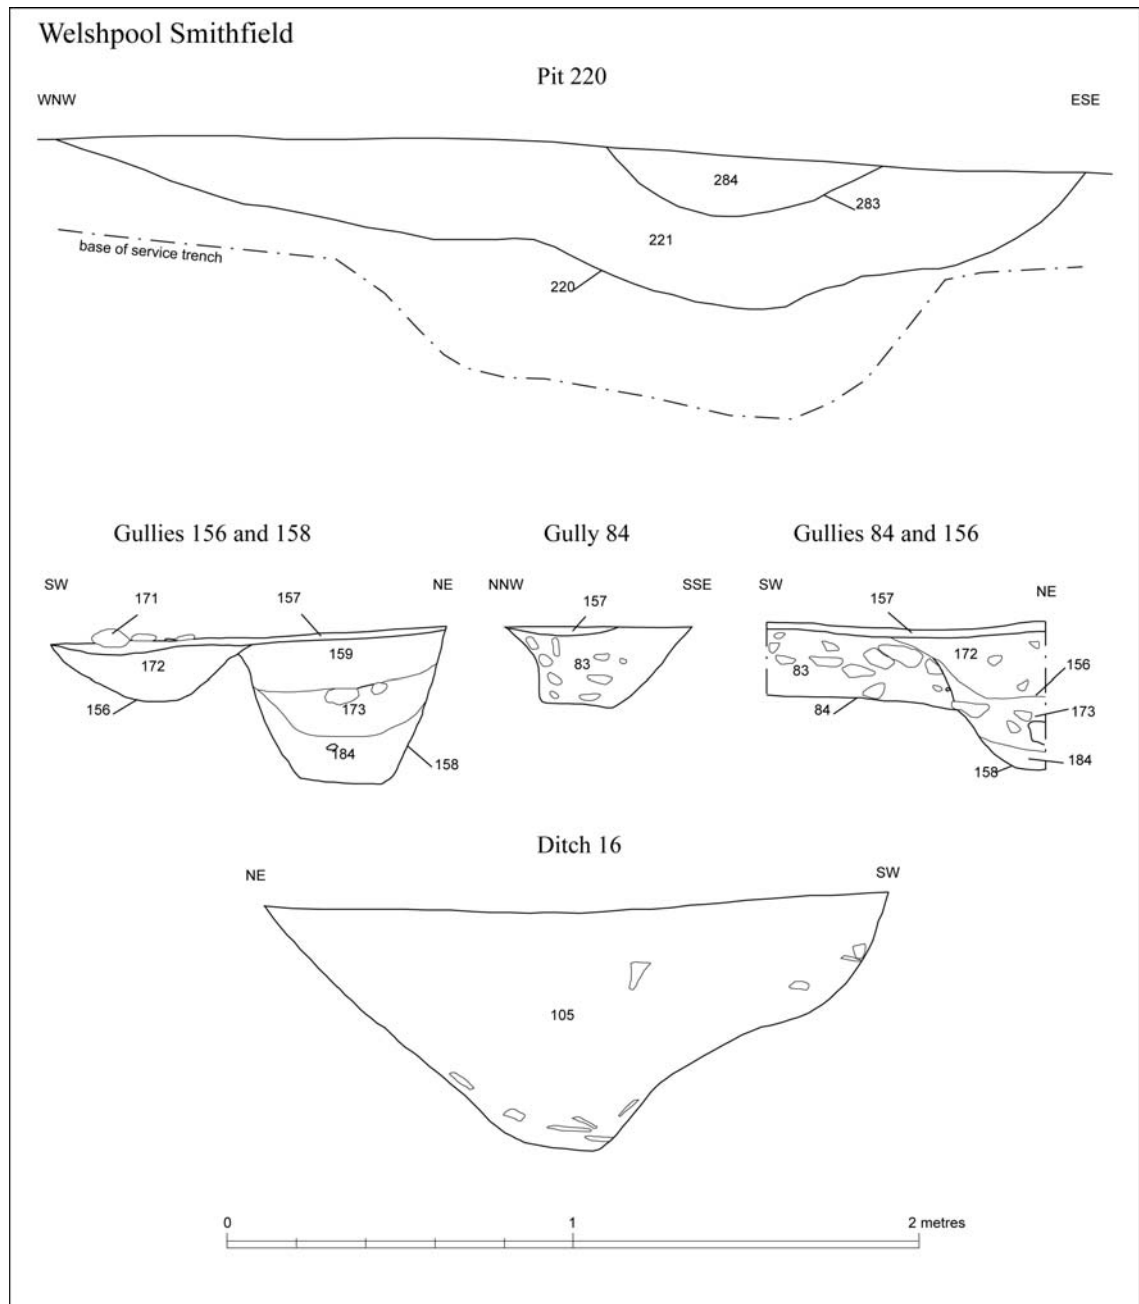 Welshpool Smithfield
Pit 220
WNW ESE
284
283
221
base of service trench
220
Gullies 156 and 158 Gully 84 Gullies 84 and 156
SW NE NNW SSE SW NE
171 157 157 157
159 172
172 83 83 156
156 173 84 173
184 158 158 184
Ditch 16
NE SW
105
0 1 2 metres